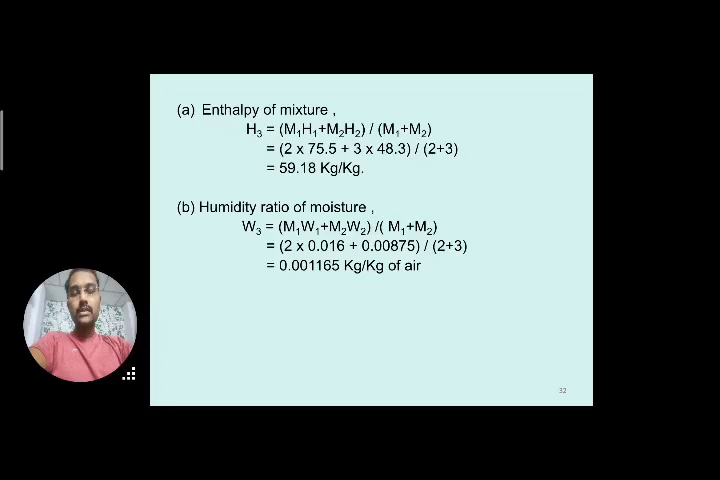 (a) Enthalpy of mixture ,
H₃ = (M₁H₁+M₂H₂) / (M₁+M₂)
= (2 x 75.5 + 3 x 48.3) / (2+3)
= 59.18 Kg/Kg.
(b) Humidity ratio of moisture ,
W₃ = (M₁W₁+M₂W₂) /( M₁+M₂)
= (2 x 0.016 + 0.00875) / (2+3)
= 0.001165 Kg/Kg of air
32